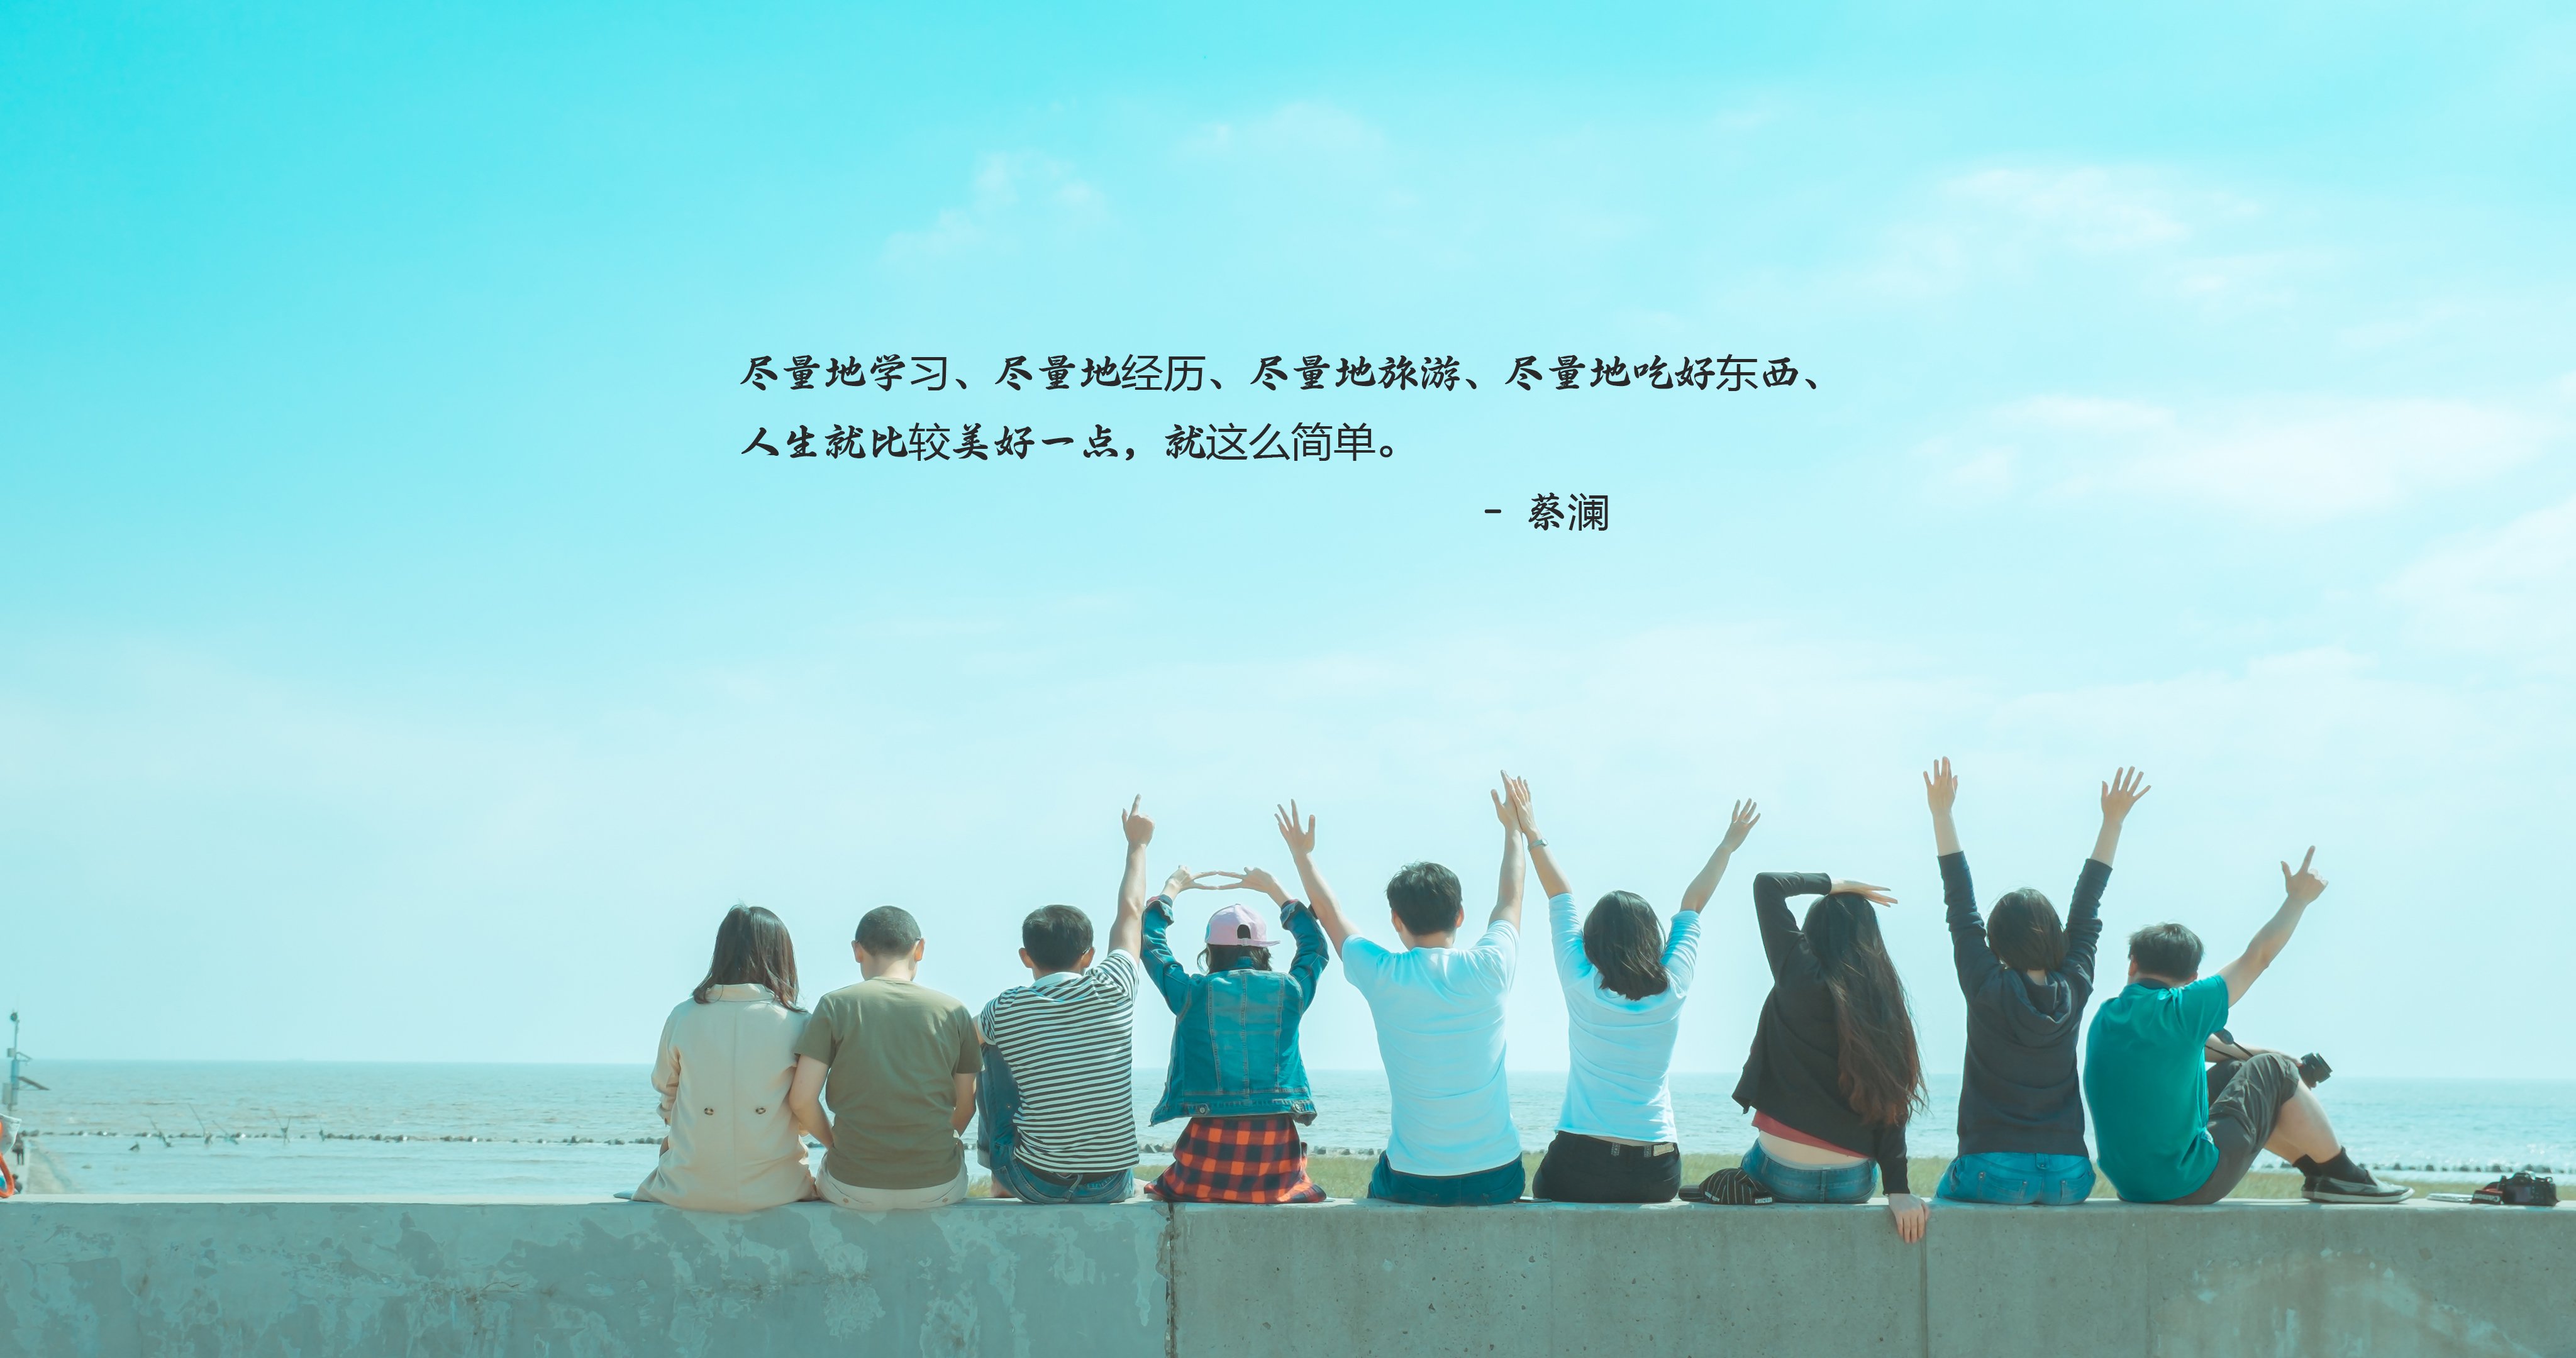 尽量地学习、尽量地经历、尽量地旅游、尽量地吃好东西、
人生就比较美好一点，就这么简单。
- 蔡澜